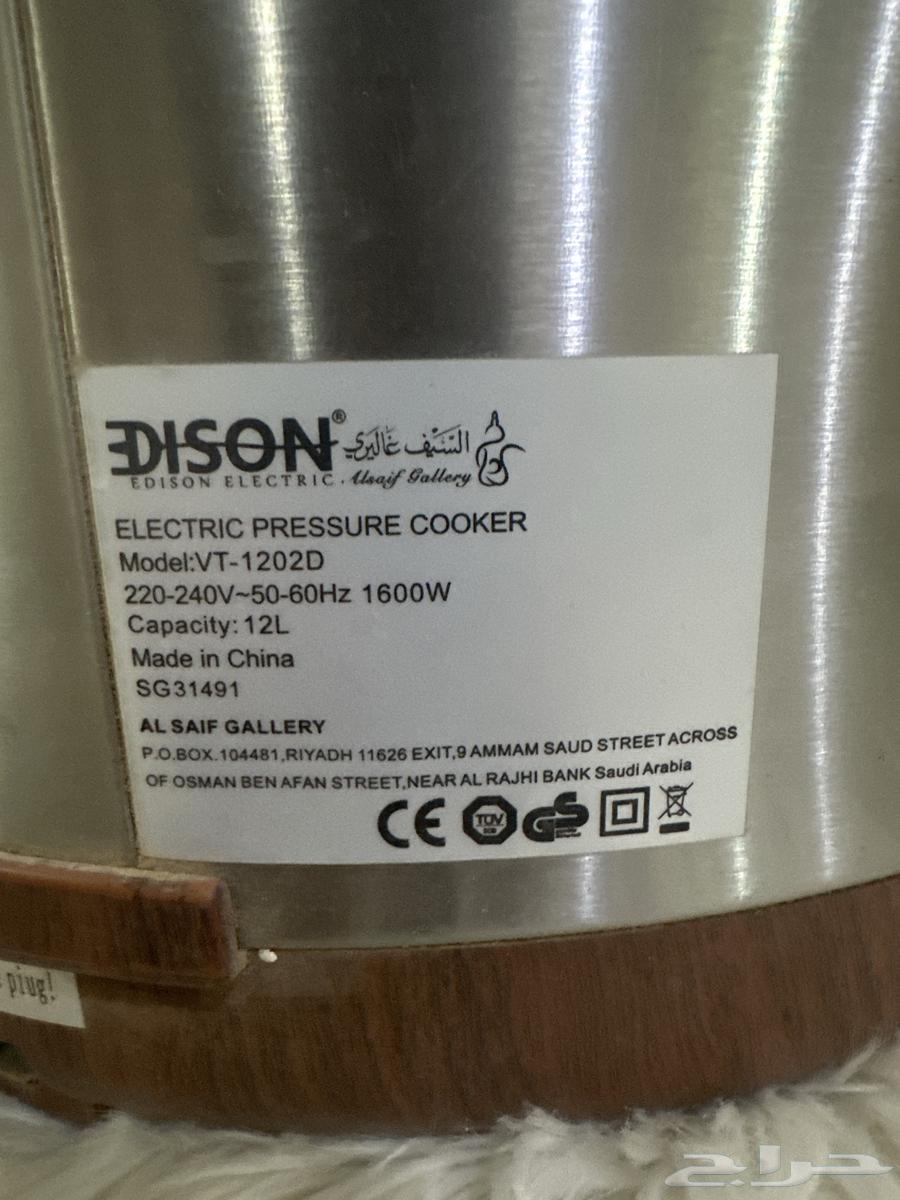 EDISON® السيف غاليري
EDISON ELECTRIC . Alsaif Gallery
ELECTRIC PRESSURE COOKER
Model:VT-1202D
220-240V~50-60Hz 1600W
Capacity: 12L
Made in China
SG31491
AL SAIF GALLERY
P.O.BOX.104481,RIYADH 11626 EXIT,9 AMMAM SAUD STREET ACROSS
OF OSMAN BEN AFAN STREET,NEAR AL RAJHI BANK Saudi Arabia
CE TÜV GS
plug!
حراج